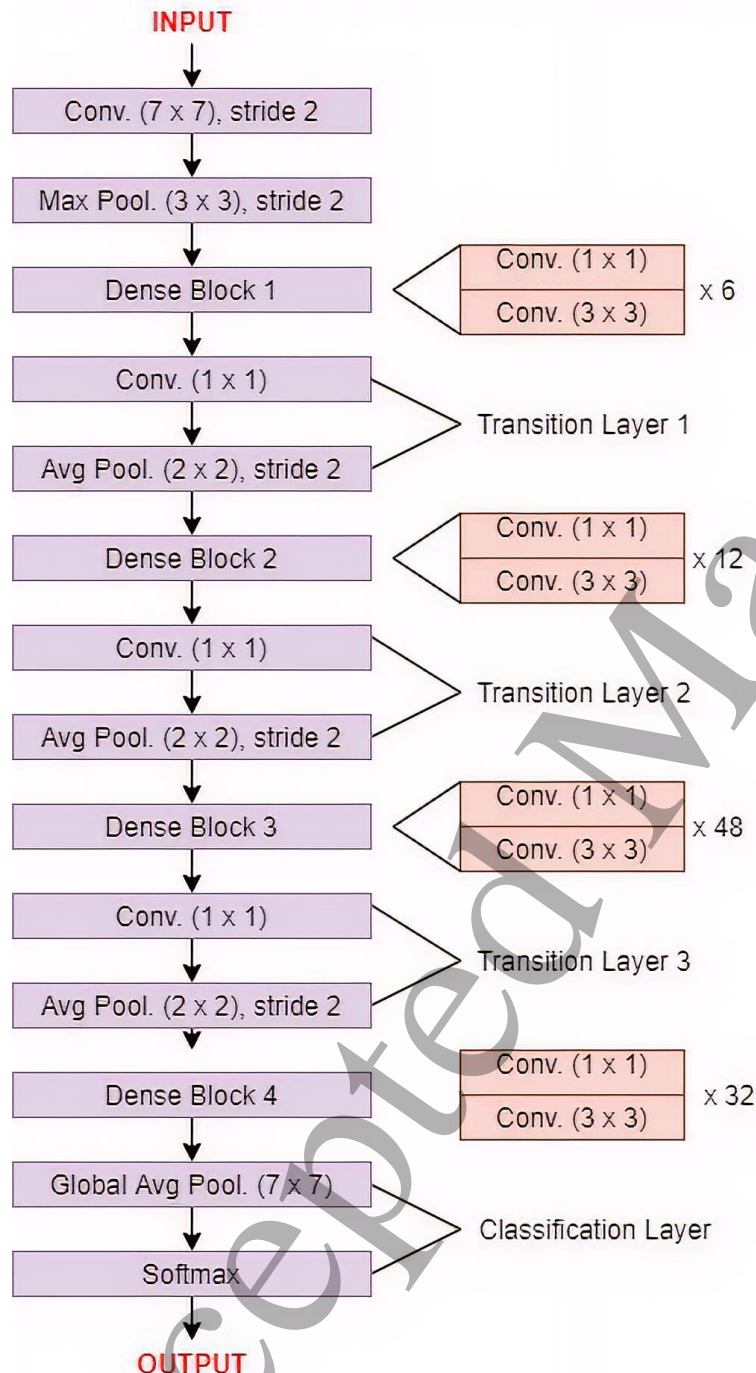 INPUT
Conv. (7 x 7), stride 2
Max Pool. (3 x 3), stride 2
Dense Block 1
Conv. (1 x 1)
Conv. (3 x 3)
x 6
Conv. (1 x 1)
Avg Pool. (2 x 2), stride 2
Transition Layer 1
Dense Block 2
Conv. (1 x 1)
Conv. (3 x 3)
x 12
Conv. (1 x 1)
Avg Pool. (2 x 2), stride 2
Transition Layer 2
Dense Block 3
Conv. (1 x 1)
Conv. (3 x 3)
x 48
Conv. (1 x 1)
Avg Pool. (2 x 2), stride 2
Transition Layer 3
Dense Block 4
Conv. (1 x 1)
Conv. (3 x 3)
x 32
Global Avg Pool. (7 x 7)
Softmax
Classification Layer
OUTPUT
cepted Ma